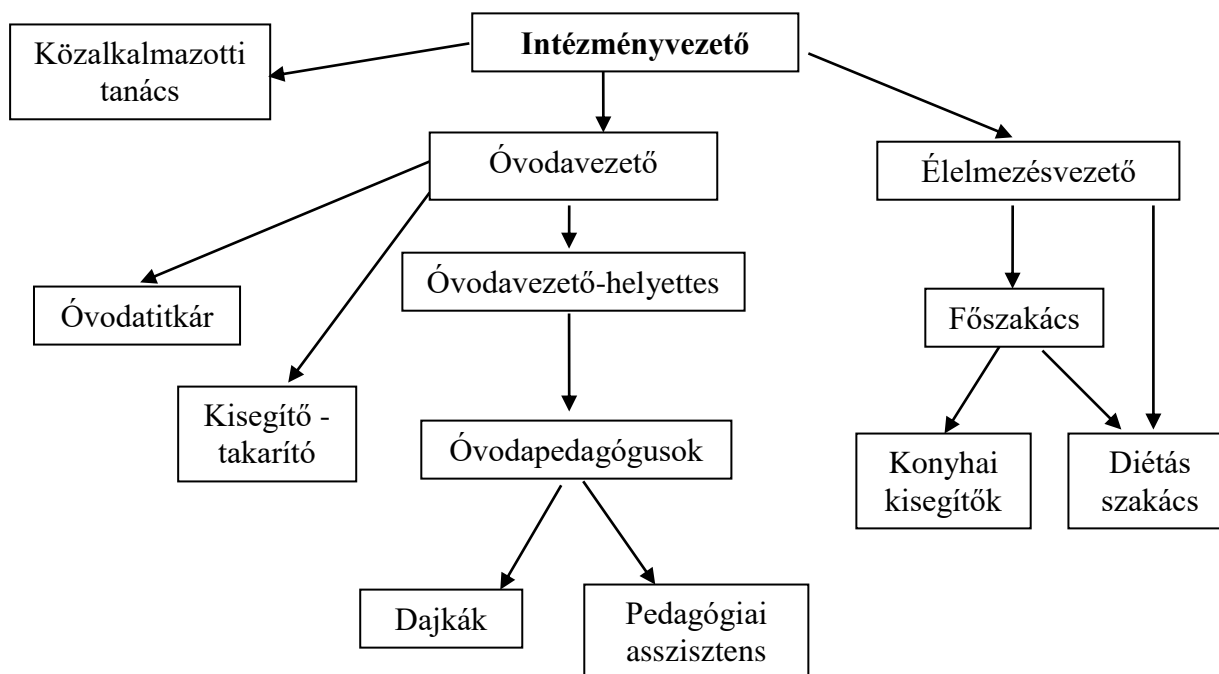 Intézményvezető
Közalkalmazotti
tanács
Óvodavezető
Élelmezésvezető
Óvodavezető-helyettes
Óvodatitkár
Főszakács
Kisegítő -
takarító
Óvodapedagógusok
Konyhai
kisegítők
Diétás
szakács
Dajkák
Pedagógiai
asszisztens